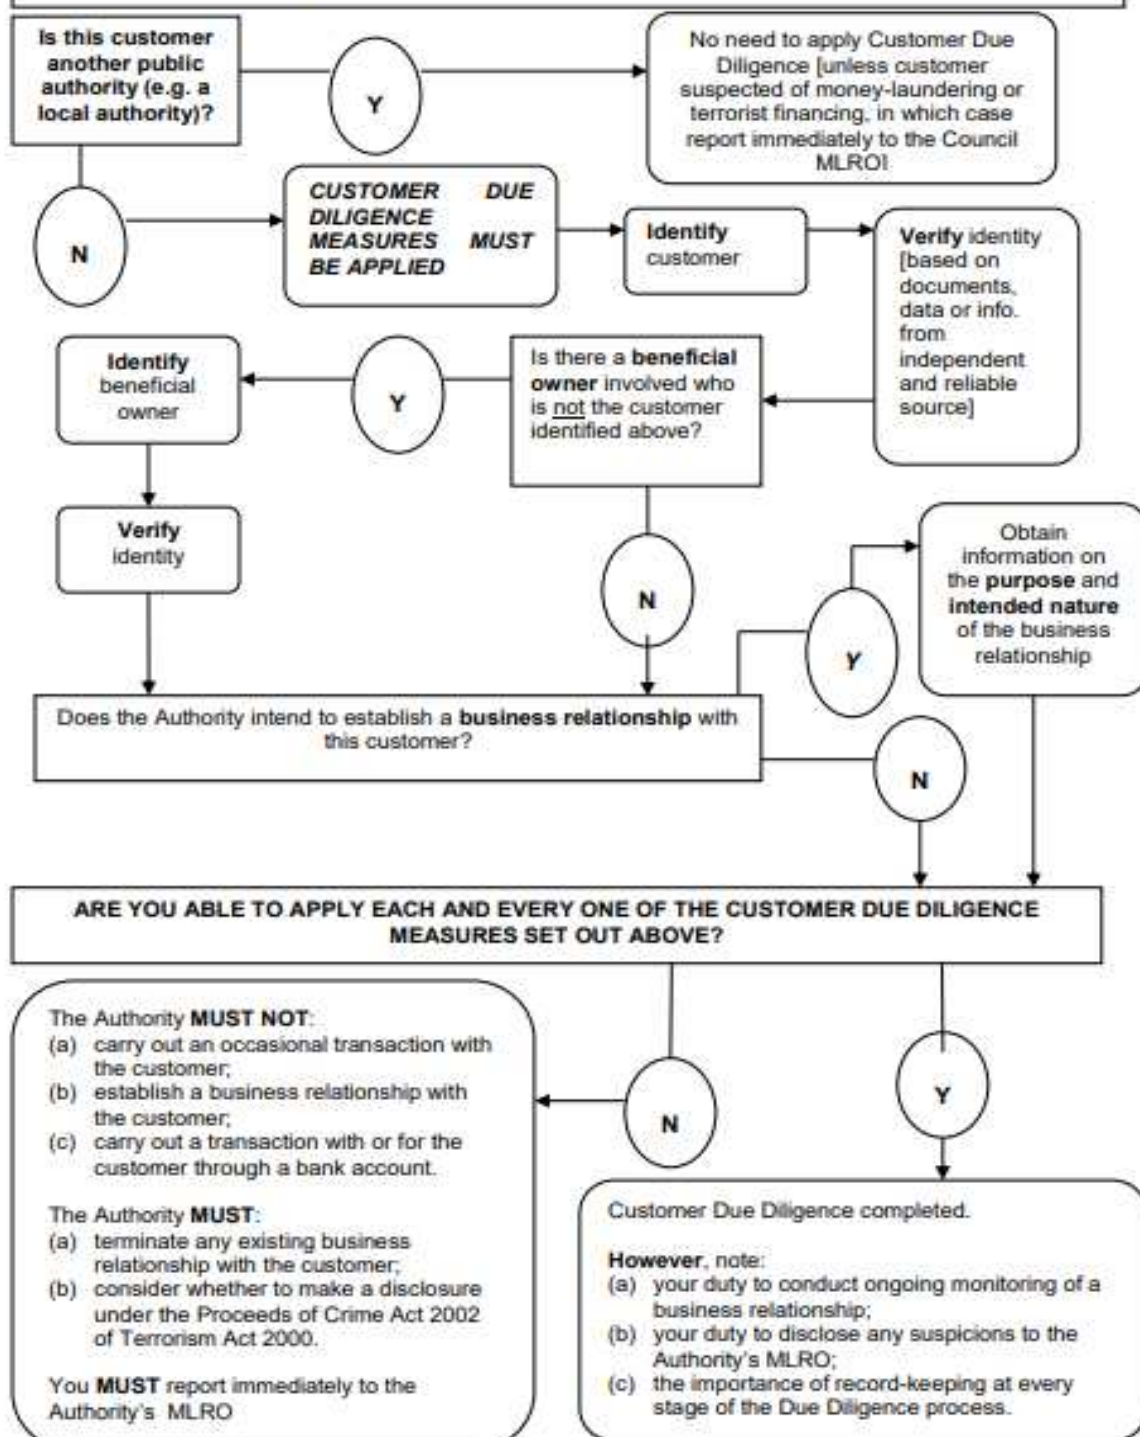 Is this customer
another public
authority (e.g. a
local authority)?
Y
No need to apply Customer Due
Diligence [unless customer
suspected of money-laundering or
terrorist financing, in which case
report immediately to the Council
MLRO]
N
CUSTOMER DUE
DILIGENCE
MEASURES MUST
BE APPLIED
Identify
customer
Verify identity
[based on
documents,
data or info.
from
independent
and reliable
source]
Is there a beneficial
owner involved who
is not the customer
identified above?
Y
Identify
beneficial
owner
Verify
identity
N
Does the Authority intend to establish a business relationship with
this customer?
Y
Obtain
information on
the purpose and
intended nature
of the business
relationship
N
ARE YOU ABLE TO APPLY EACH AND EVERY ONE OF THE CUSTOMER DUE DILIGENCE
MEASURES SET OUT ABOVE?
N
The Authority MUST NOT:
(a) carry out an occasional transaction with
the customer;
(b) establish a business relationship with
the customer;
(c) carry out a transaction with or for the
customer through a bank account.
The Authority MUST:
(a) terminate any existing business
relationship with the customer;
(b) consider whether to make a disclosure
under the Proceeds of Crime Act 2002
of Terrorism Act 2000.
You MUST report immediately to the
Authority's MLRO
Y
Customer Due Diligence completed.
However, note:
(a) your duty to conduct ongoing monitoring of a
business relationship;
(b) your duty to disclose any suspicions to the
Authority's MLRO;
(c) the importance of record-keeping at every
stage of the Due Diligence process.